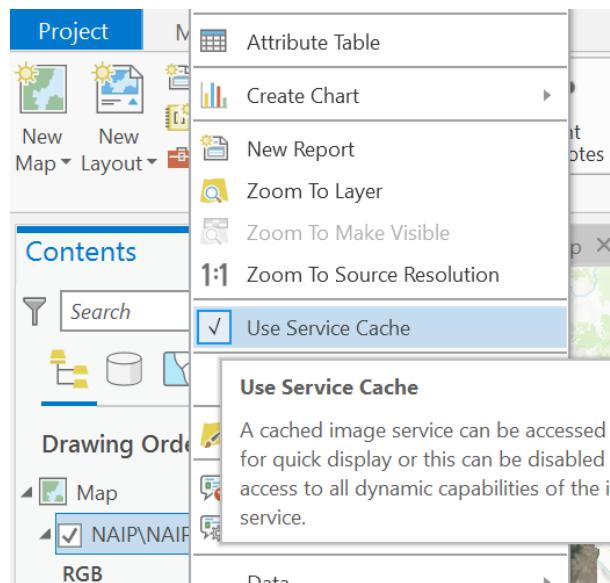 Project
M
New
Map
New
Layout
nt
otes
Attribute Table
Create Chart
New Report
Zoom To Layer
Zoom To Make Visible
1:1 Zoom To Source Resolution
Use Service Cache
Use Service Cache
A cached image service can be accessed
for quick display or this can be disabled
access to all dynamic capabilities of the i
service.
Data
p
Contents
Search
Drawing Orde
Map
NAIP\NAIP
RGB